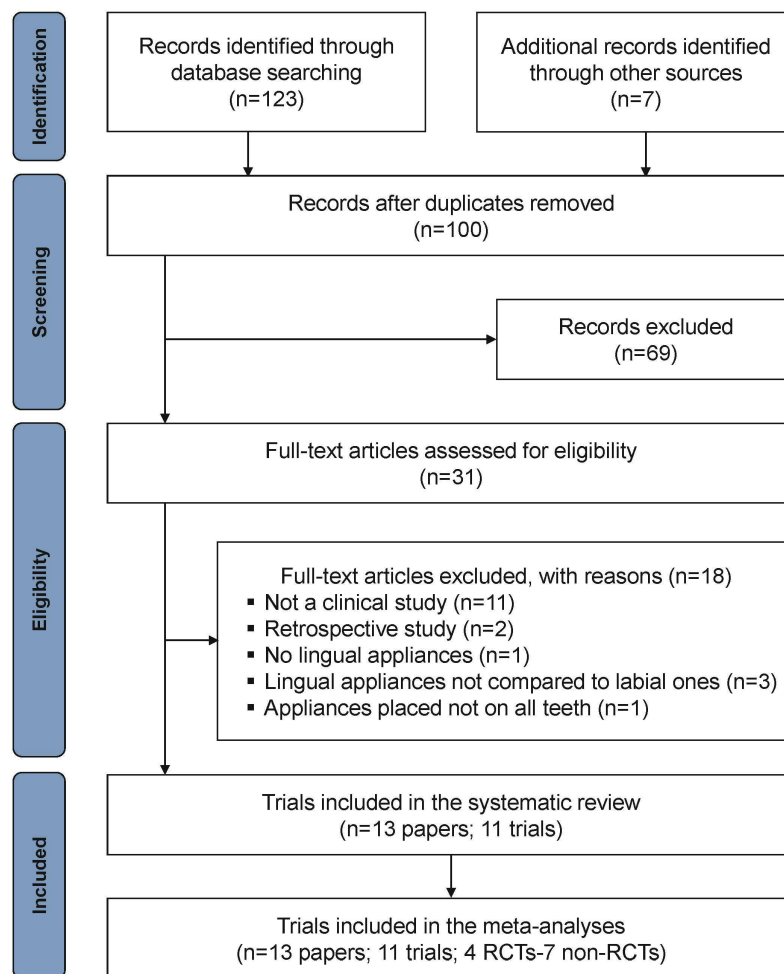 Identification
Records identified through
database searching
(n=123)
Additional records identified
through other sources
(n=7)
Screening
Records after duplicates removed
(n=100)
Records excluded
(n=69)
Eligibility
Full-text articles assessed for eligibility
(n=31)
Full-text articles excluded, with reasons (n=18)
▪ Not a clinical study (n=11)
▪ Retrospective study (n=2)
▪ No lingual appliances (n=1)
▪ Lingual appliances not compared to labial ones (n=3)
▪ Appliances placed not on all teeth (n=1)
Included
Trials included in the systematic review
(n=13 papers; 11 trials)
Trials included in the meta-analyses
(n=13 papers; 11 trials; 4 RCTs-7 non-RCTs)